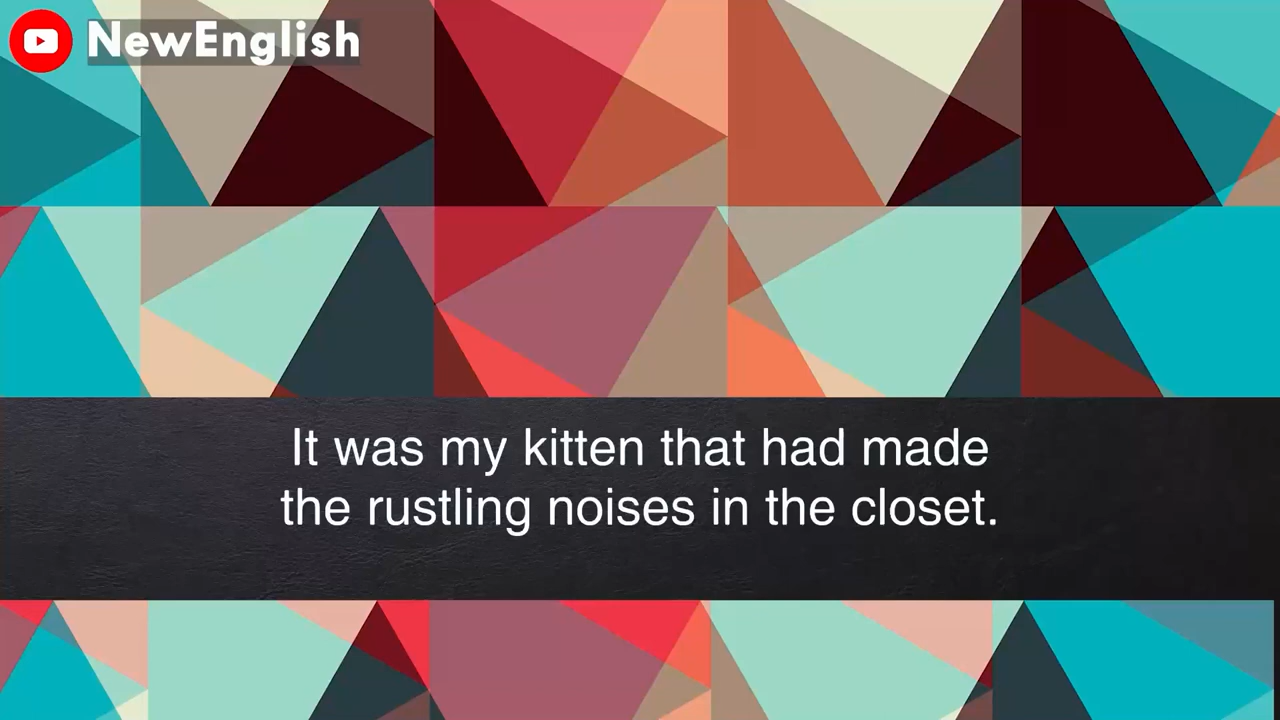 NewEnglish
It was my kitten that had made
the rustling noises in the closet.